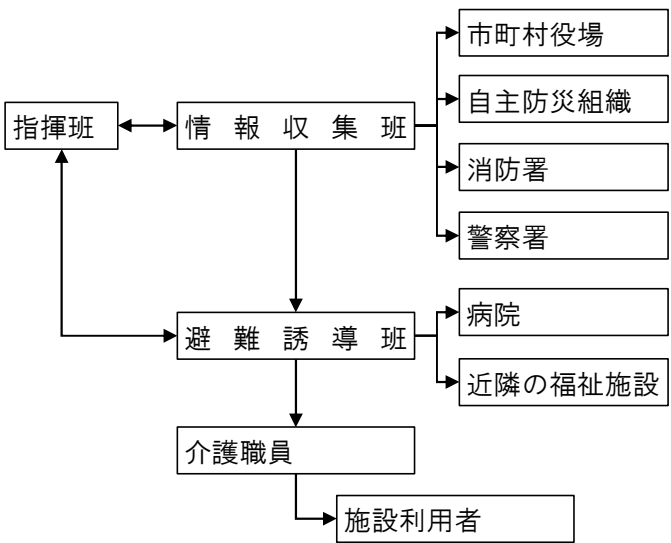 市町村役場
自主防災組織
指揮班
情報収集班
消防署
警察署
病院
避難誘導班
近隣の福祉施設
介護職員
施設利用者